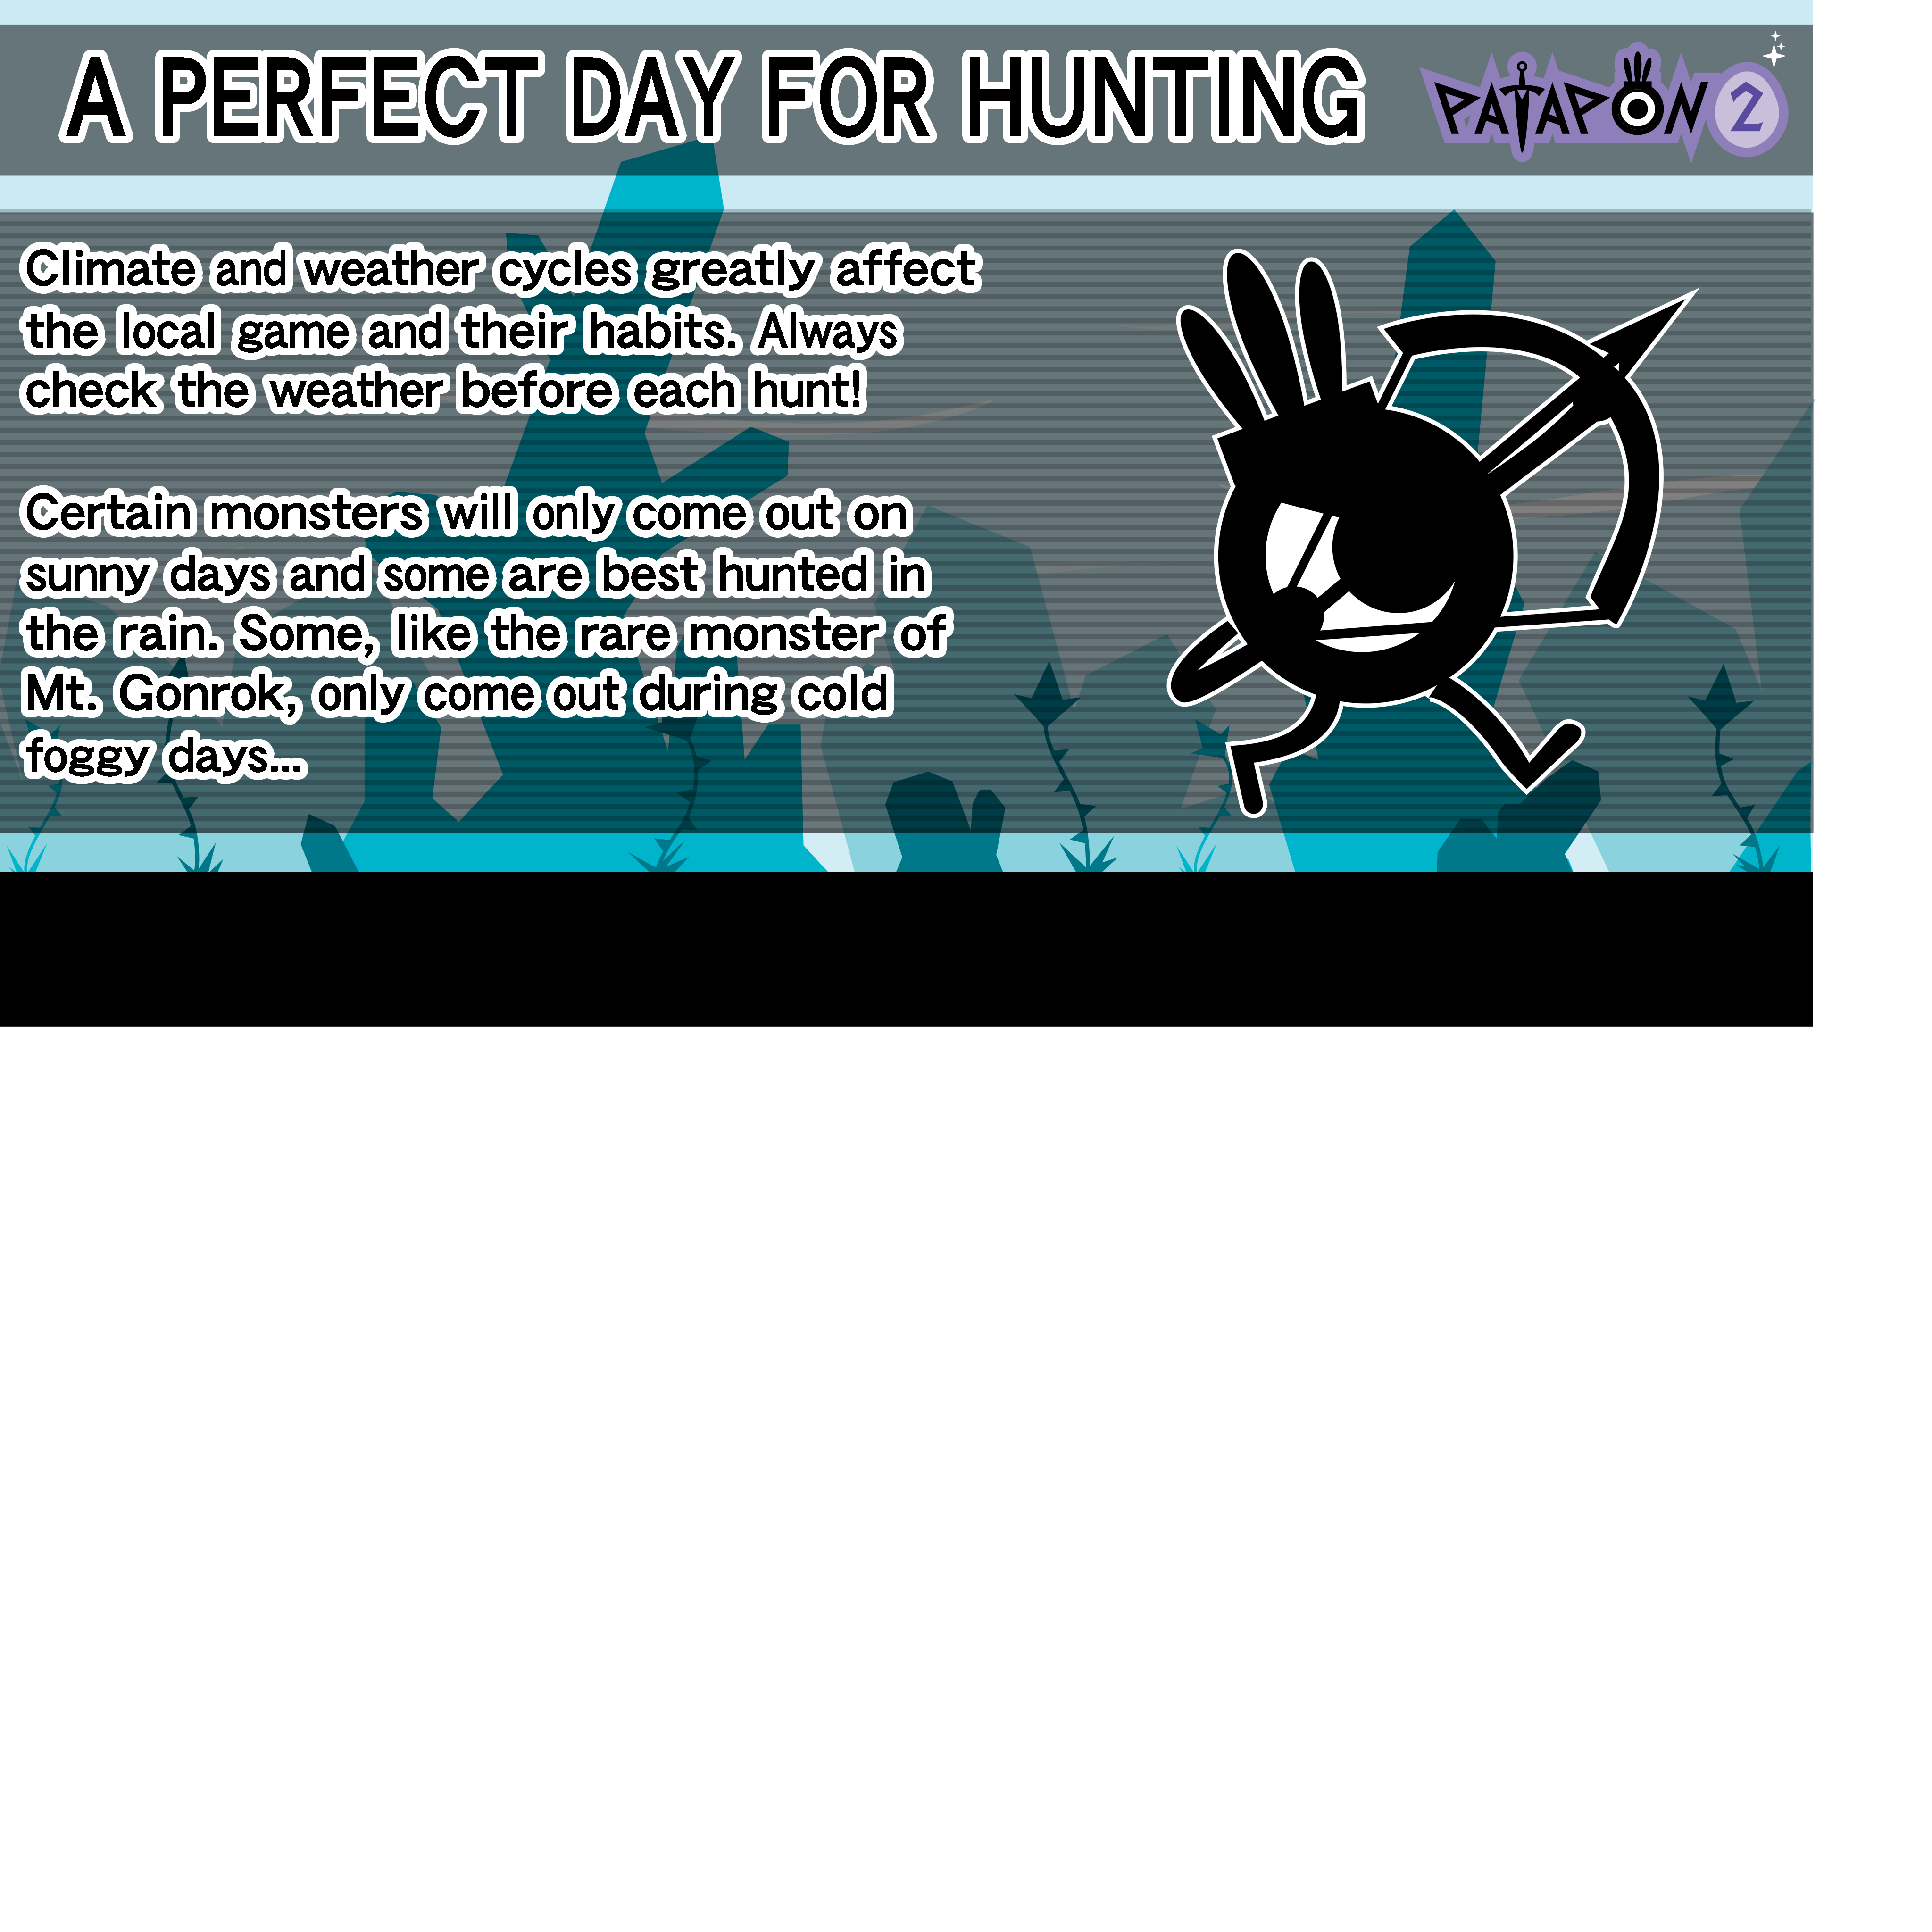 A PERFECT DAY FOR HUNTING
PATAPON 2
Climate and weather cycles greatly affect
the local game and their habits. Always
check the weather before each hunt!
Certain monsters will only come out on
sunny days and some are best hunted in
the rain. Some, like the rare monster of
Mt. Gonrok, only come out during cold
foggy days...